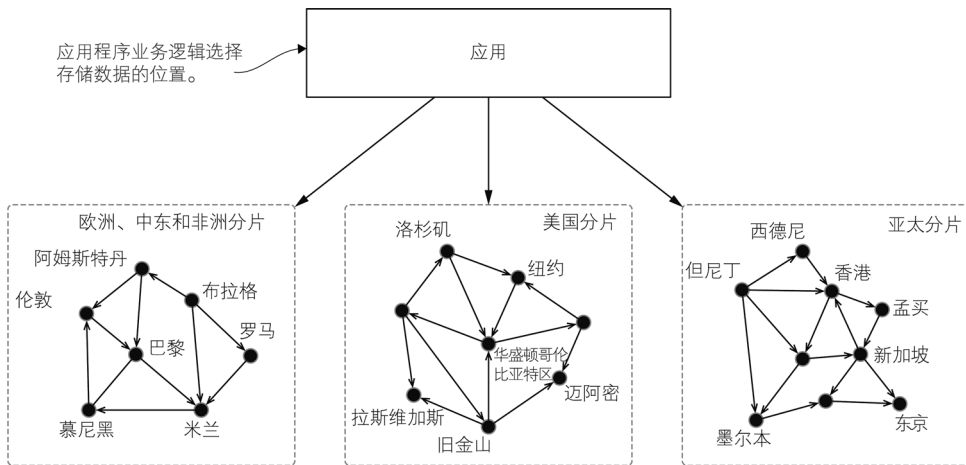 应用程序业务逻辑选择
存储数据的位置。
应用
欧洲、中东和非洲分片
阿姆斯特丹
伦敦
布拉格
罗马
巴黎
慕尼黑
米兰
美国分片
洛杉矶
纽约
华盛顿哥伦
比亚特区
迈阿密
拉斯维加斯
旧金山
亚太分片
西德尼
但尼丁
香港
孟买
新加坡
东京
墨尔本